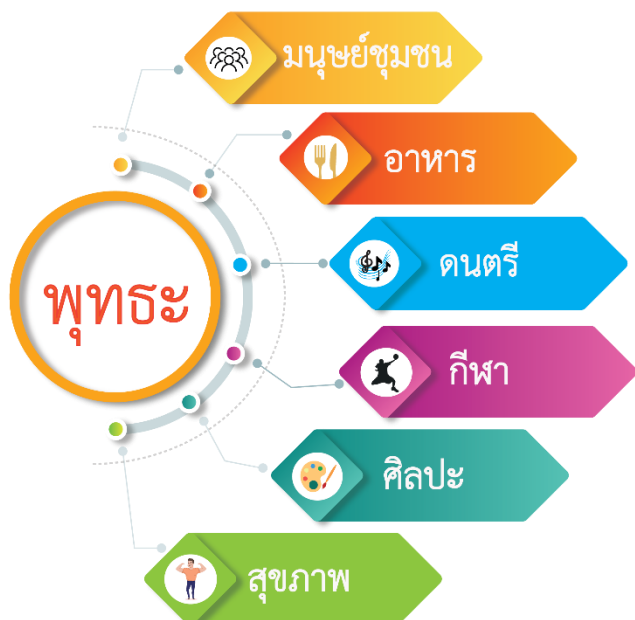 มนุษย์ชุมชน
อาหาร
ดนตรี
พุทธะ
กีฬา
ศิลปะ
สุขภาพ